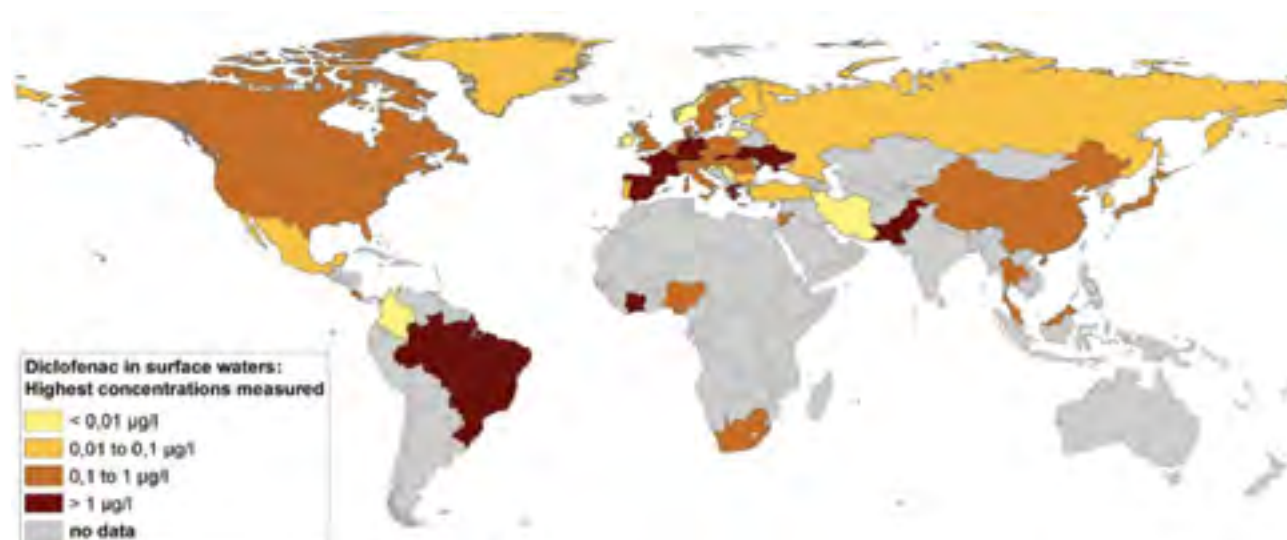 Diclofenac in surface waters:
Highest concentrations measured
< 0,01 µg/l
0,01 to 0,1 µg/l
0,1 to 1 µg/l
> 1 µg/l
no data